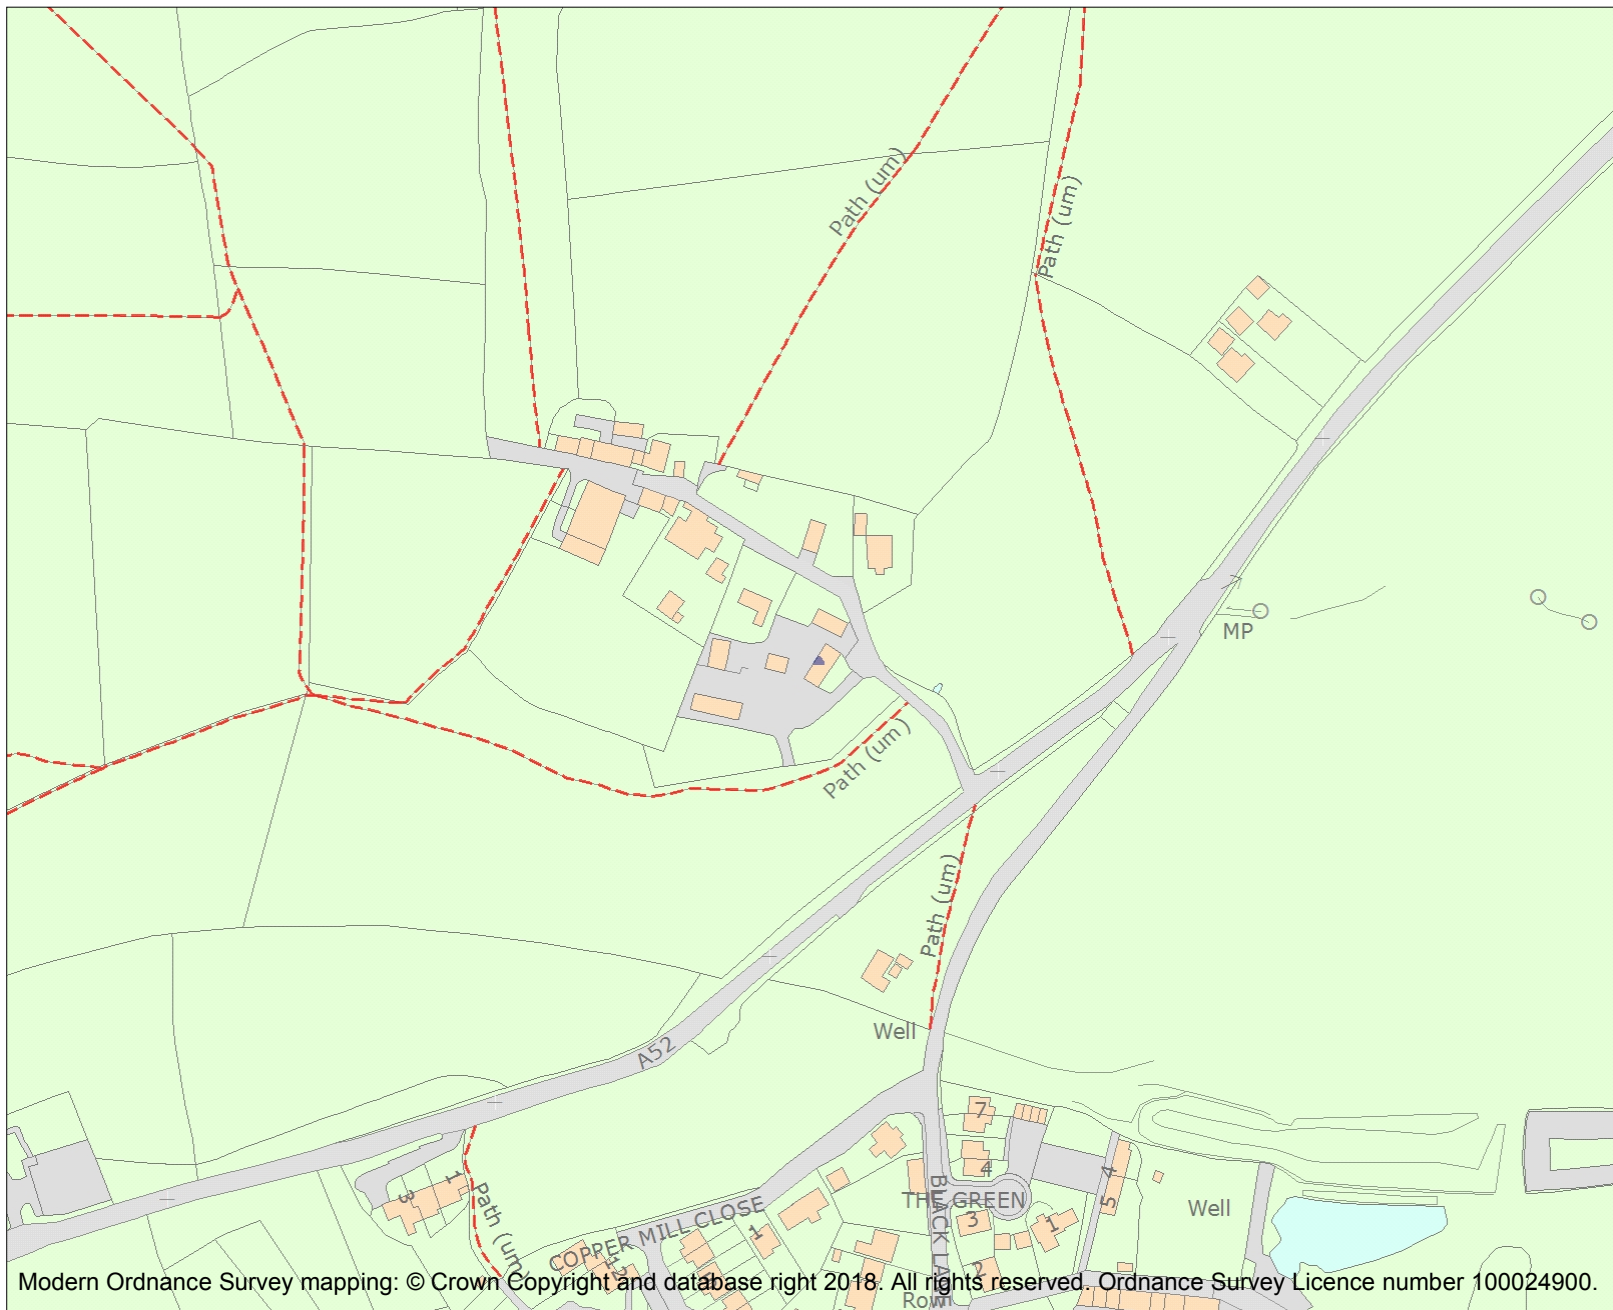 Path (um)
Path (um)
MP
Path (um)
Path (um)
Well
A52
7
4
THE GREEN
BLACK LANE
4
5
Well
3
1
2
3
1
Path (um)
COPPER MILL CLOSE
1
12
Row
Modern Ordnance Survey mapping: © Crown Copyright and database right 2018. All rights reserved. Ordnance Survey Licence number 100024900.